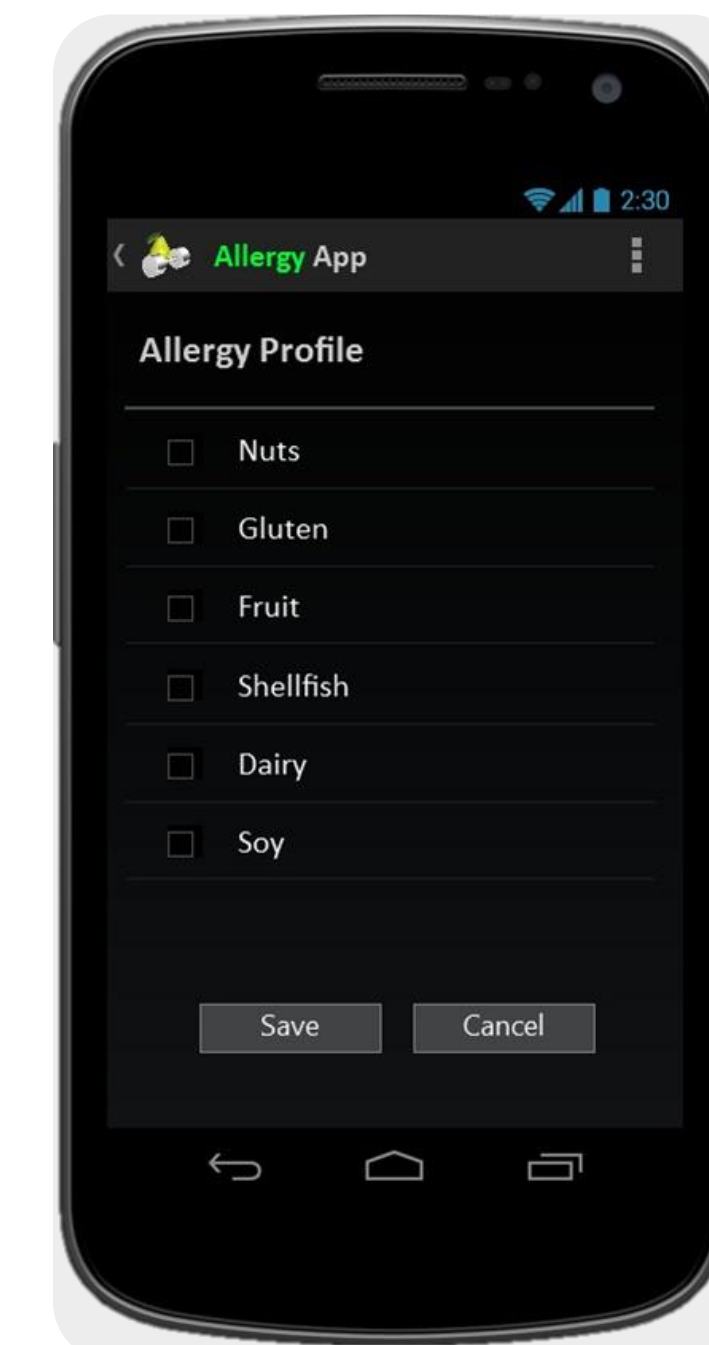 2:30
Allergy App
Allergy Profile
Nuts
Gluten
Fruit
Shellfish
Dairy
Soy
Save
Cancel